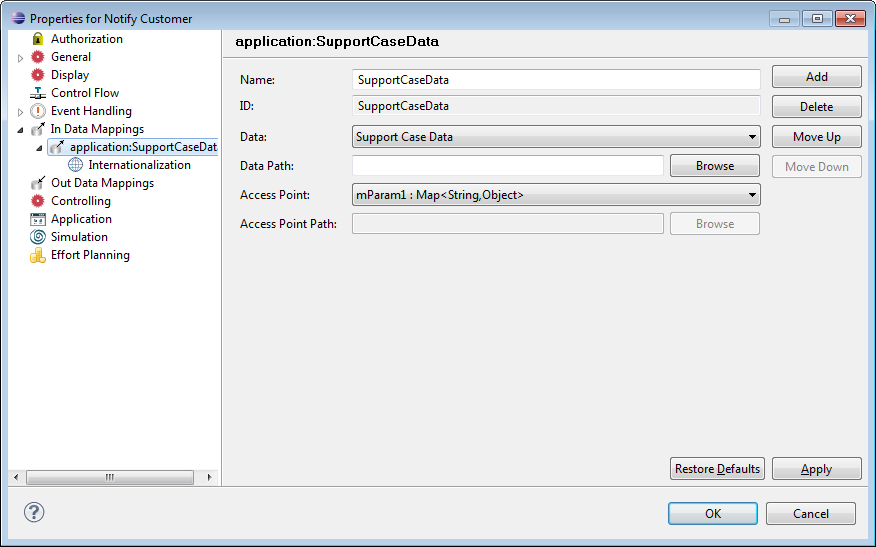 Properties for Notify Customer
Authorization
General
Display
Control Flow
Event Handling
In Data Mappings
application:SupportCaseDat
Internationalization
Out Data Mappings
Controlling
Application
Simulation
Effort Planning
application:SupportCaseData
Name: SupportCaseData Add
ID: SupportCaseData Delete
Data: Support Case Data Move Up
Data Path: Browse Move Down
Access Point: mParam1 : Map<String,Object>
Access Point Path: Browse
Restore Defaults Apply
? OK Cancel